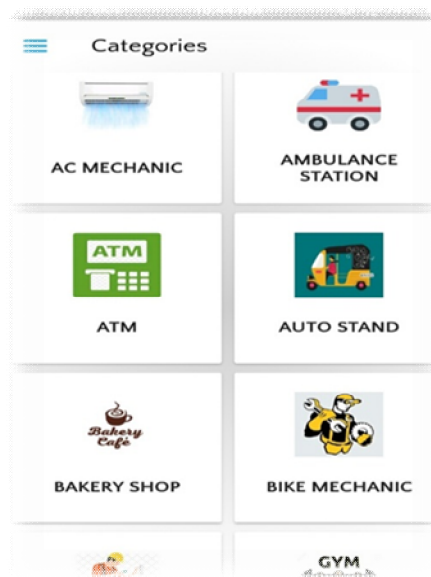 Categories
AC MECHANIC
AMBULANCE
STATION
ATM
ATM
AUTO STAND
Bakery
Café
BAKERY SHOP
BIKE MECHANIC
GYM